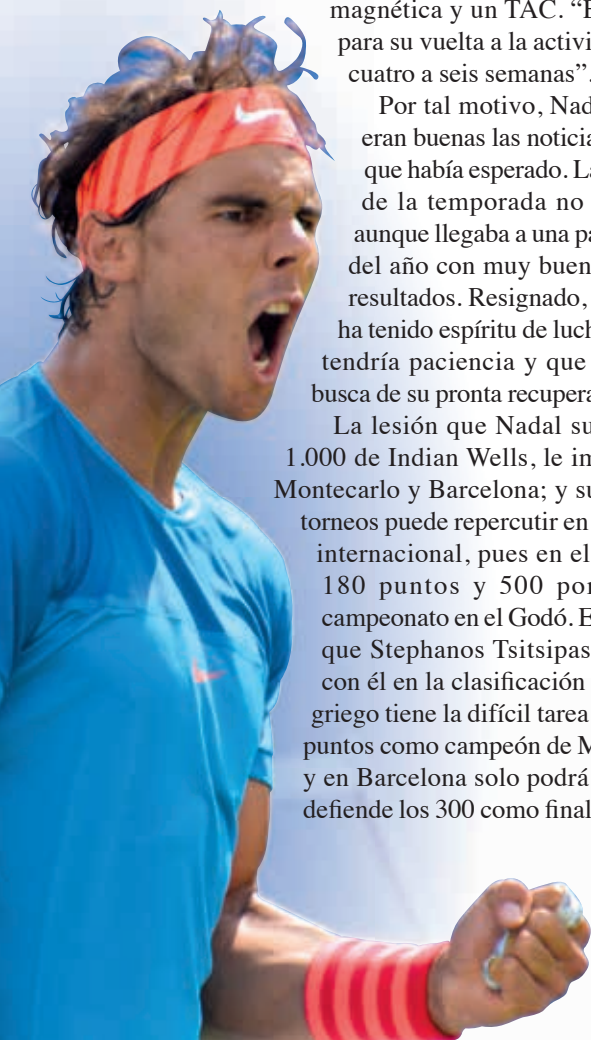 magnética y un TAC. “E
para su vuelta a la activi
cuatro a seis semanas”.
Por tal motivo, Nad
eran buenas las noticia
que había esperado. La
de la temporada no
aunque llegaba a una pa
del año con muy buen
resultados. Resignado,
ha tenido espíritu de luch
tendría paciencia y que
busca de su pronta recupera
La lesión que Nadal su
1.000 de Indian Wells, le im
Montecarlo y Barcelona; y su
torneos puede repercutir en
internacional, pues en el
180 puntos y 500 por
campeonato en el Godó. E
que Stephanos Tsitsipas
con él en la clasificación
griego tiene la difícil tarea
puntos como campeón de M
y en Barcelona solo podrá
defiende los 300 como final